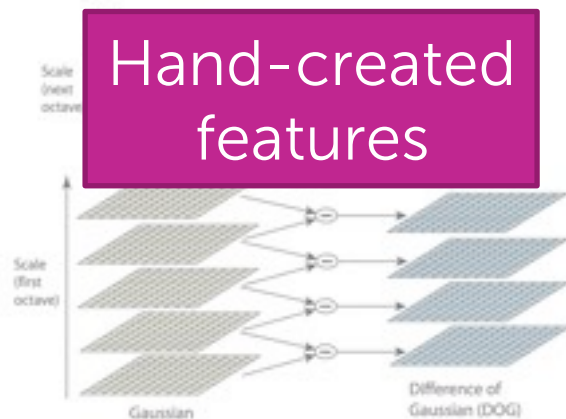 Hand-created
features
Scale
(next
octave
Scale
(first
octave)
Gaussian
Difference of
Gaussian (DOG)